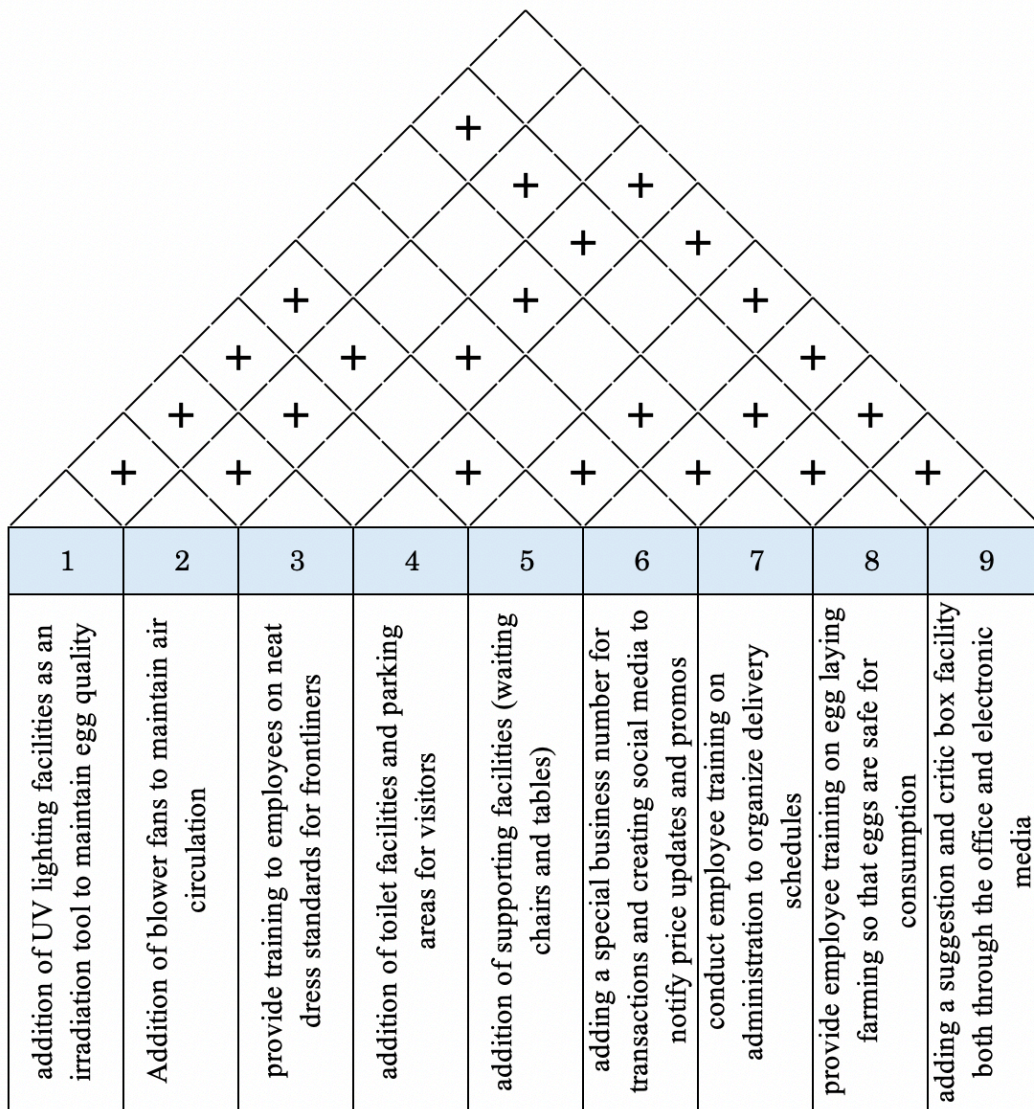 +
+ +
+ +
+ + +
+ + + +
+ + + + +
+ + + + + + +
1 2 3 4 5 6 7 8 9
addition of UV lighting facilities as an
irradiation tool to maintain egg quality
Addition of blower fans to maintain air
circulation
provide training to employees on neat
dress standards for frontliners
addition of toilet facilities and parking
areas for visitors
addition of supporting facilities (waiting
chairs and tables)
adding a special business number for
transactions and creating social media to
notify price updates and promos
conduct employee training on
administration to organize delivery
schedules
provide employee training on egg laying
farming so that eggs are safe for
consumption
adding a suggestion and critic box facility
both through the office and electronic
media